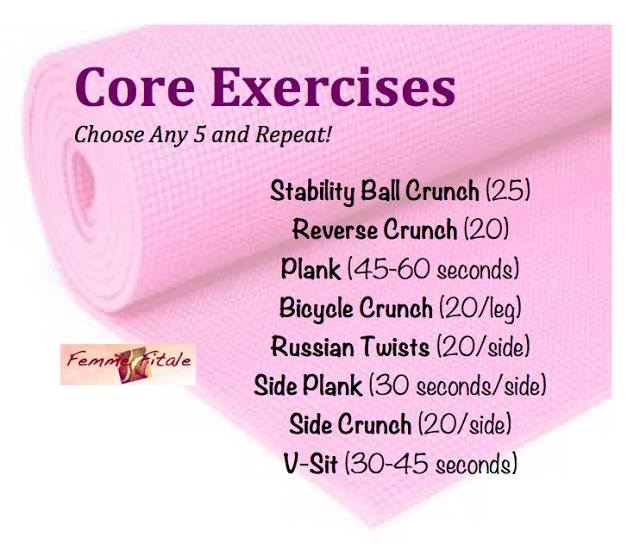 Core Exercises
Choose Any 5 and Repeat!
Stability Ball Crunch (25)
Reverse Crunch (20)
Plank (45-60 seconds)
Bicycle Crunch (20/leg)
Russian Twists (20/side)
Side Plank (30 seconds/side)
Side Crunch (20/side)
V-Sit (30-45 seconds)
Femme Fitale